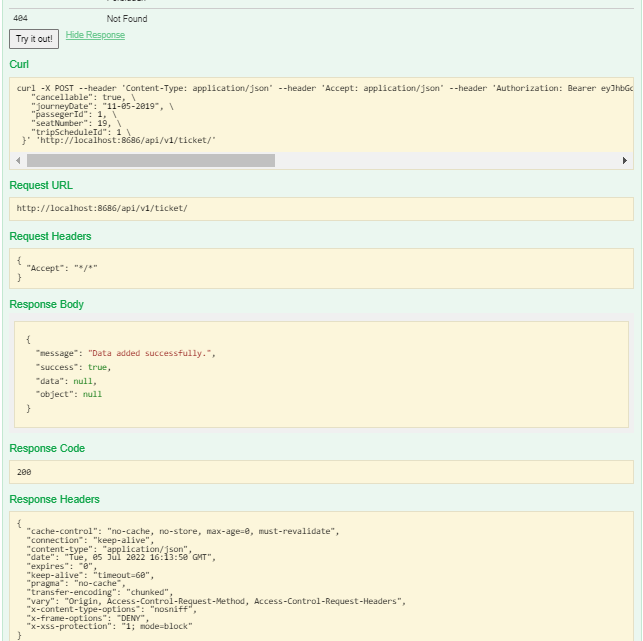 404 Not Found
Try it out! Hide Response
Curl
curl -X POST --header 'Content-Type: application/json' --header 'Accept: application/json' --header 'Authorization: Bearer eyJhbGc
"cancellable": true, \
"journeyDate": "11-05-2019", \
"passegerId": 1, \
"seatNumber": 19, \
"tripScheduleId": 1 \
}' 'http://localhost:8686/api/v1/ticket/'
Request URL
http://localhost:8686/api/v1/ticket/
Request Headers
{
"Accept": "*/*"
}
Response Body
{
"message": "Data added successfully.",
"success": true,
"data": null,
"object": null
}
Response Code
200
Response Headers
{
"cache-control": "no-cache, no-store, max-age=0, must-revalidate",
"connection": "keep-alive",
"content-type": "application/json",
"date": "Tue, 05 Jul 2022 16:13:50 GMT",
"expires": "0",
"keep-alive": "timeout=60",
"pragma": "no-cache",
"transfer-encoding": "chunked",
"vary": "Origin, Access-Control-Request-Method, Access-Control-Request-Headers",
"x-content-type-options": "nosniff",
"x-frame-options": "DENY",
"x-xss-protection": "1; mode=block"
}